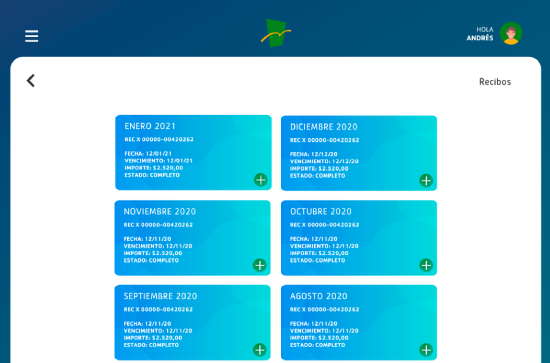 HOLA
ANDRÉS
Recibos
ENERO 2021
REC X 00000-00420262
FECHA: 12/01/21
VENCIMIENTO: 12/01/21
IMPORTE: $2.520,00
ESTADO: COMPLETO
DICIEMBRE 2020
REC X 00000-00420262
FECHA: 12/12/20
VENCIMIENTO: 12/12/20
IMPORTE: $2.520,00
ESTADO: COMPLETO
NOVIEMBRE 2020
REC X 00000-00420262
FECHA: 12/11/20
VENCIMIENTO: 12/11/20
IMPORTE: $2.520,00
ESTADO: COMPLETO
OCTUBRE 2020
REC X 00000-00420262
FECHA: 12/11/20
VENCIMIENTO: 12/11/20
IMPORTE: $2.520,00
ESTADO: COMPLETO
SEPTIEMBRE 2020
REC X 00000-00420262
FECHA: 12/11/20
VENCIMIENTO: 12/11/20
IMPORTE: $2.520,00
ESTADO: COMPLETO
AGOSTO 2020
REC X 00000-00420262
FECHA: 12/11/20
VENCIMIENTO: 12/11/20
IMPORTE: $2.520,00
ESTADO: COMPLETO